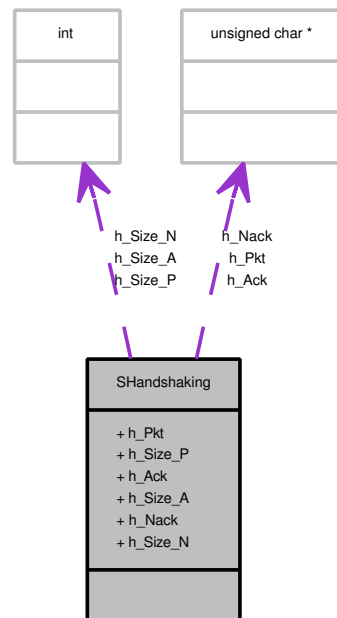 int
unsigned char *
h_Size_N
h_Size_A
h_Size_P
h_Nack
h_Pkt
h_Ack
SHandshaking
+ h_Pkt
+ h_Size_P
+ h_Ack
+ h_Size_A
+ h_Nack
+ h_Size_N